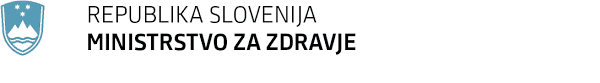 REPUBLIKA SLOVENIJA
MINISTRSTVO ZA ZDRAVJE